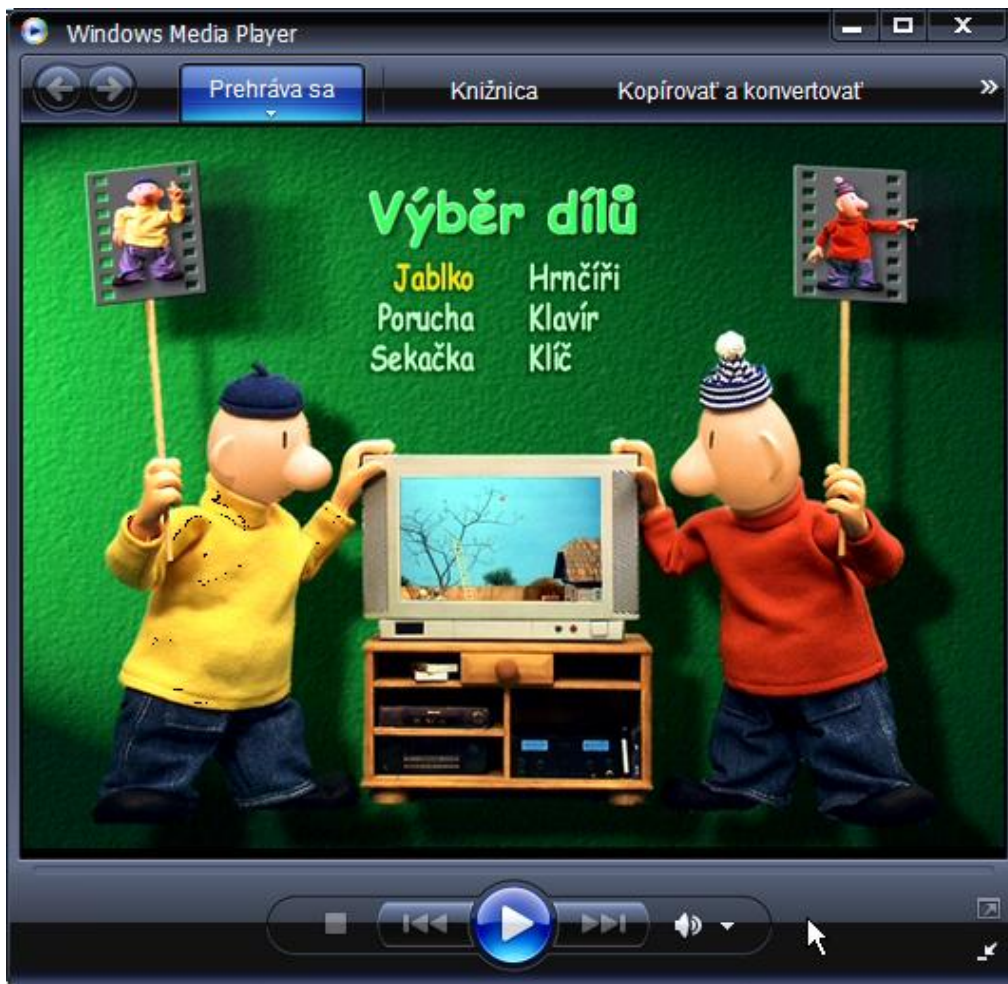 Windows Media Player
Prehráva sa Knižnica Kopírovať a konvertovať »
Výběr dílů
Jablko Hrnčíři
Porucha Klavír
Sekačka Klíč